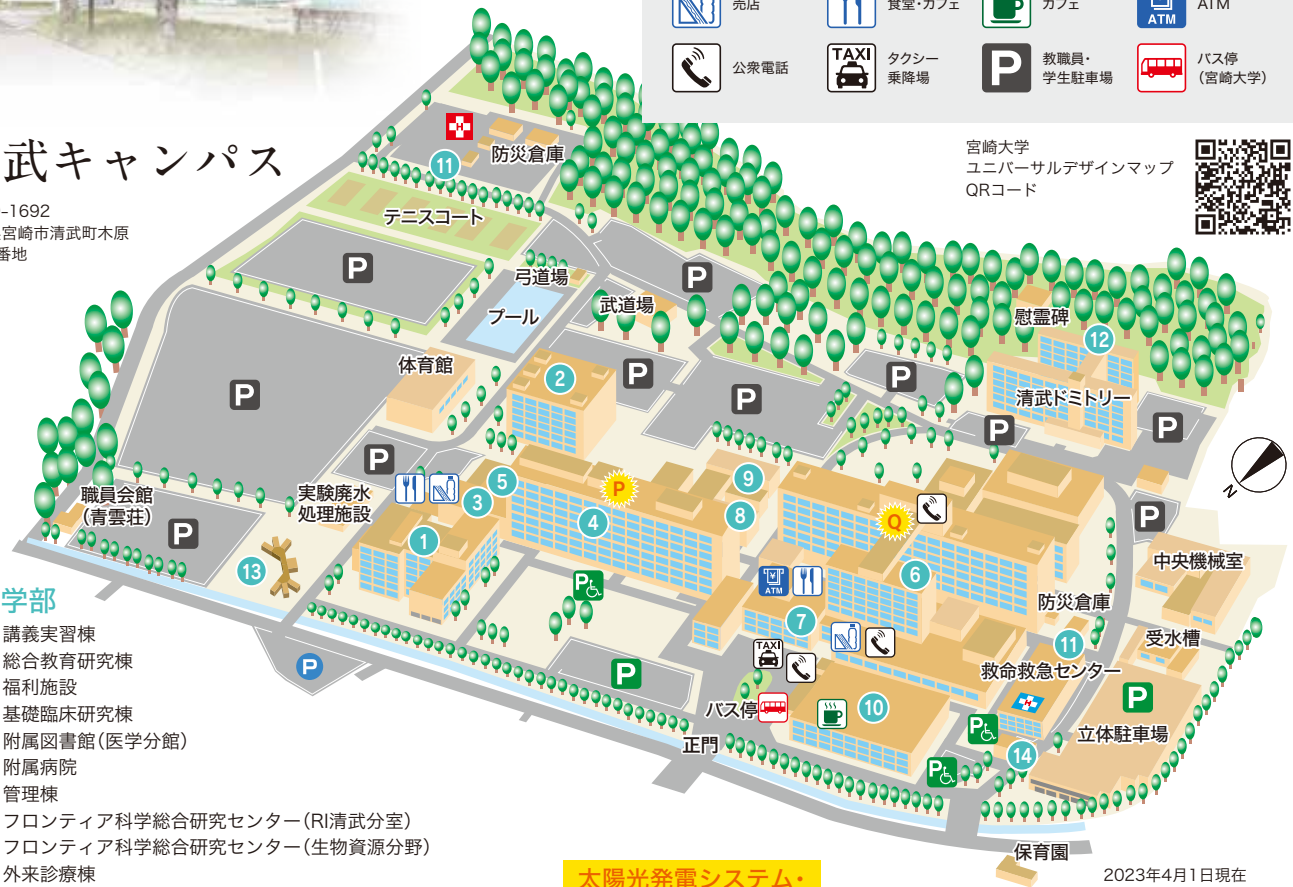 売店
食堂・カフェ
カフェ
ATM
ATM
公衆電話
TAXI
タクシー
乗降場
P
教職員・
学生駐車場
バス停
(宮崎大学)
武キャンパス
-1692
宮崎市清武町木原
番地
宮崎大学
ユニバーサルデザインマップ
QRコード
H
11
防災倉庫
テニスコート
P
P
弓道場
プール
武道場
慰霊碑
12
体育館
2
P
P
P
清武ドミトリー
P
P
P
P
N
職員会館
(青雲荘)
P
実験廃水
処理施設
5
3
1
4
P
9
8
Q
6
P
中央機械室
13
P
ATM
7
防災倉庫
11
受水槽
学部
講義実習棟
総合教育研究棟
福利施設
基礎臨床研究棟
附属図書館(医学分館)
附属病院
管理棟
フロンティア科学総合研究センター(RI清武分室)
フロンティア科学総合研究センター(生物資源分野)
外来診療棟
P
P
TAXI
救命救急センター
H
P
バス停
10
P
立体駐車場
正門
14
P
保育園
太陽光発電システム・
2023年4月1日現在